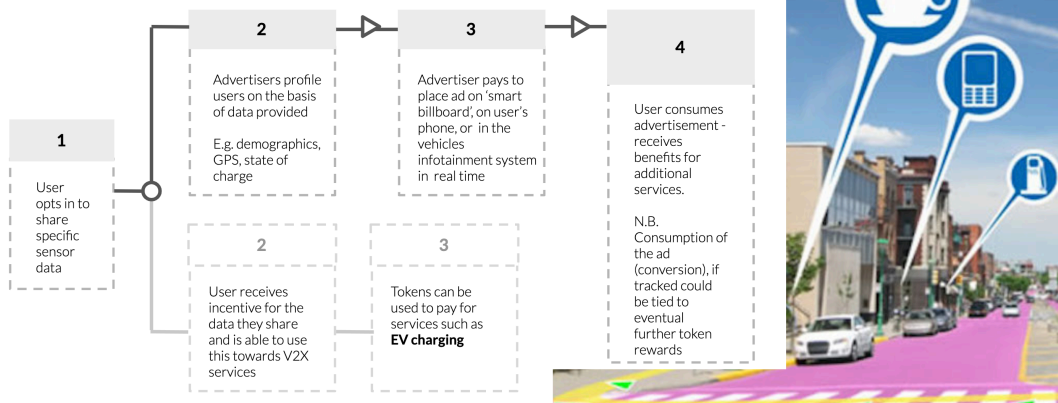 1
User
opts in to
share
specific
sensor
data
2
Advertisers profile
users on the basis
of data provided
E.g. demographics,
GPS, state of
charge
3
Advertiser pays to
place ad on ‘smart
billboard’, on user’s
phone, or in the
vehicles
infotainment system
in real time
4
User consumes
advertisement -
receives
benefits for
additional
services.
N.B.
Consumption of
the ad
(conversion), if
tracked could
be tied to
eventual
further token
rewards
2
User receives
incentive for the
data they share
and is able to use
this towards V2X
services
3
Tokens can be
used to pay for
services such as
EV charging